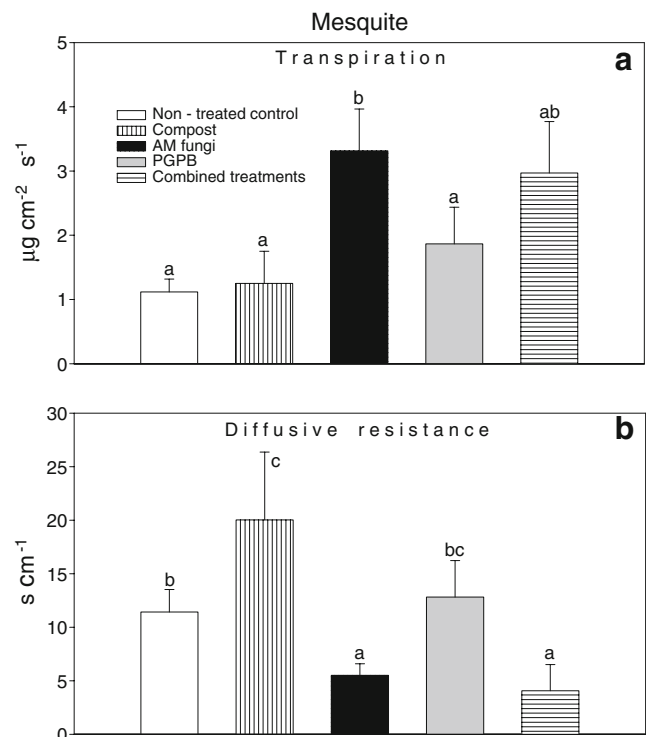 Mesquite
Transpiration
a
5
4
3
2
1
0
µg cm-2 s-1
Non - treated control
Compost
AM fungi
PGPB
Combined treatments
a
a
b
a
ab
Diffusive resistance
b
30
25
20
15
10
5
0
s cm-1
b
c
a
bc
a